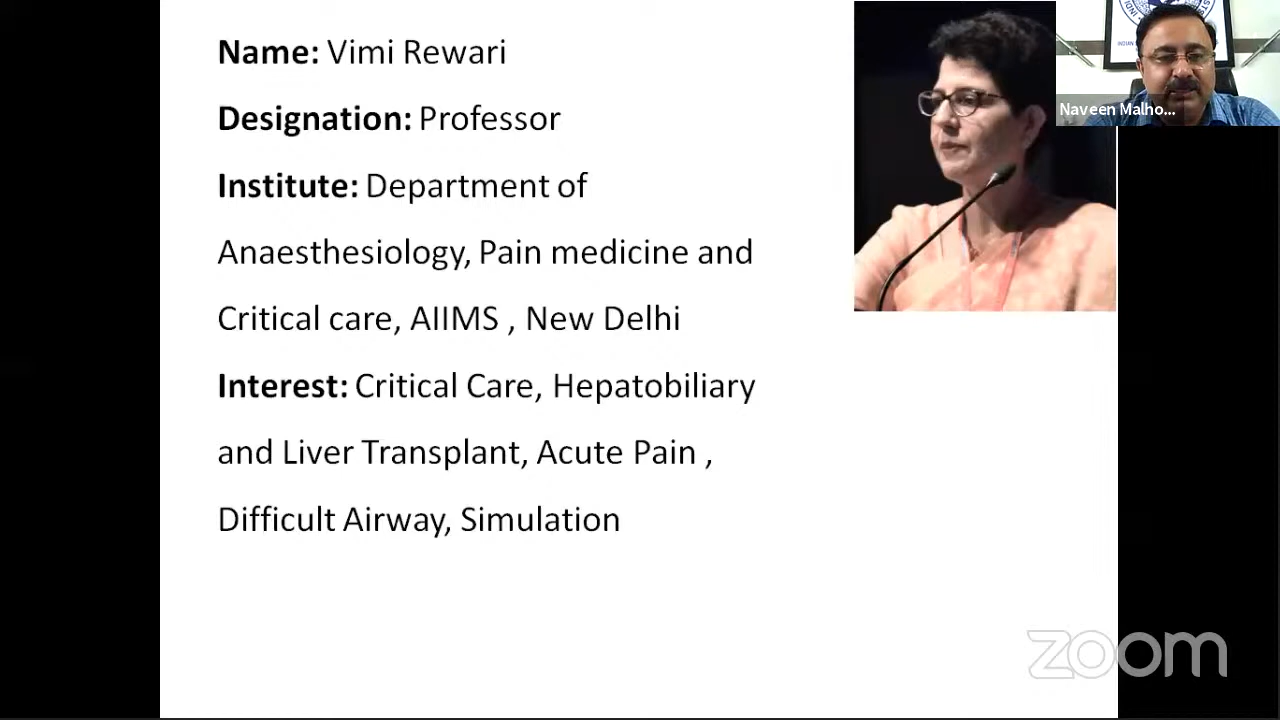 Name: Vimi Rewari
Designation: Professor
Institute: Department of
Anaesthesiology, Pain medicine and
Critical care, AIIMS , New Delhi
Interest: Critical Care, Hepatobiliary
and Liver Transplant, Acute Pain ,
Difficult Airway, Simulation
Naveen Malho...
zoom